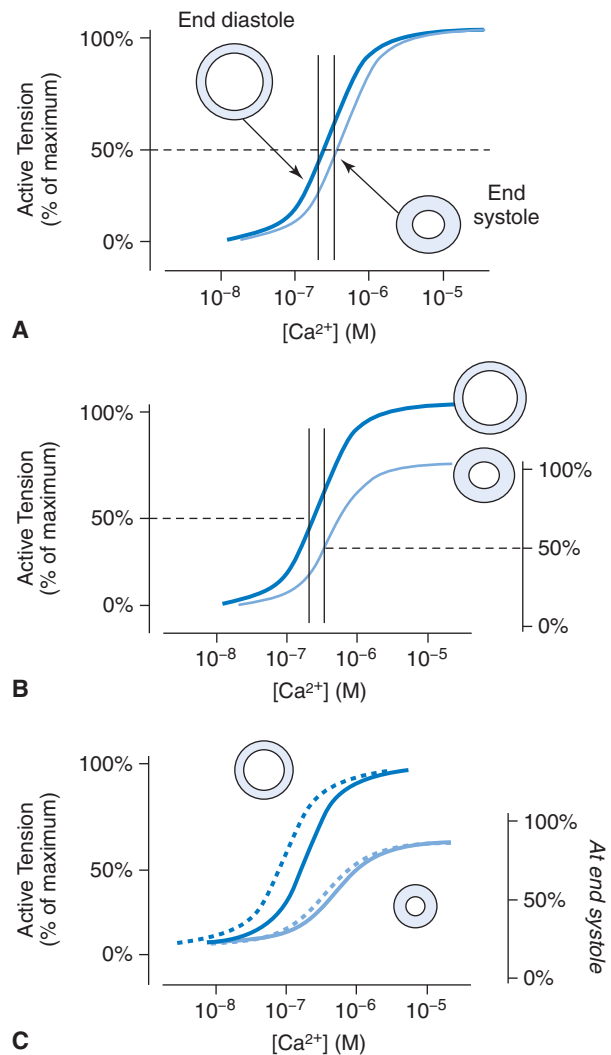 End diastole
100%
50%
0%
Active Tension
(% of maximum)
End
systole
10⁻⁸ 10⁻⁷ 10⁻⁶ 10⁻⁵
[Ca²⁺] (M)
A
100%
50%
0%
Active Tension
(% of maximum)
100%
50%
0%
10⁻⁸ 10⁻⁷ 10⁻⁶ 10⁻⁵
[Ca²⁺] (M)
B
100%
50%
0%
Active Tension
(% of maximum)
100%
50%
0%
At end systole
10⁻⁸ 10⁻⁷ 10⁻⁶ 10⁻⁵
[Ca²⁺] (M)
C